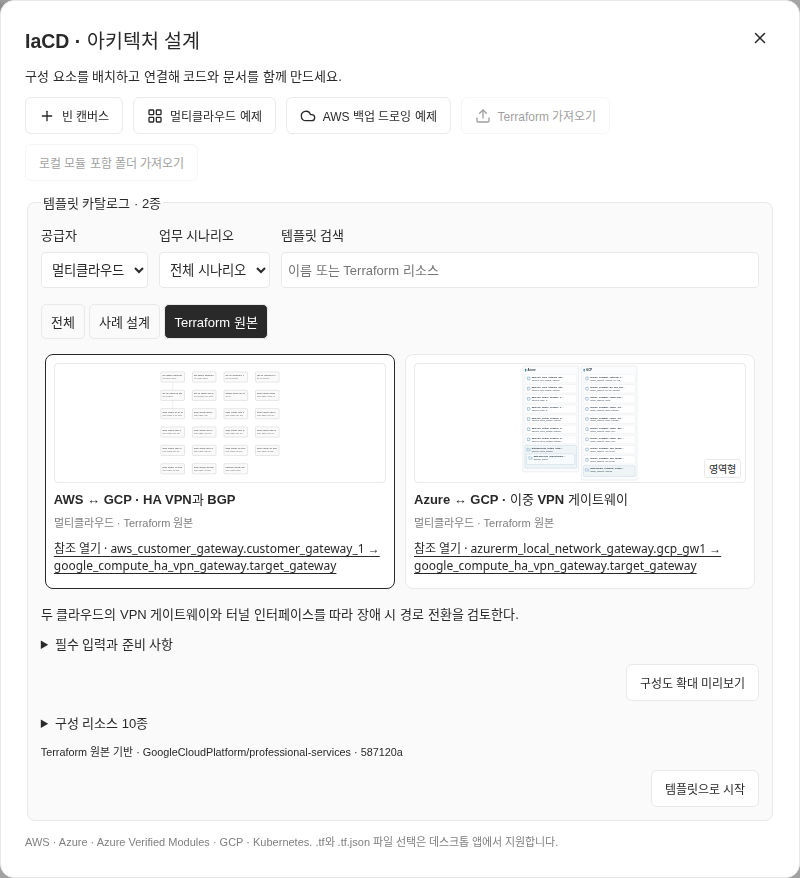 IaCD · 아키텍처 설계
구성 요소를 배치하고 연결해 코드와 문서를 함께 만드세요.
빈 캔버스
멀티클라우드 예제
AWS 백업 드로잉 예제
Terraform 가져오기
로컬 모듈 포함 폴더 가져오기
템플릿 카탈로그 · 2종
공급자
업무 시나리오
템플릿 검색
멀티클라우드
전체 시나리오
이름 또는 Terraform 리소스
전체
사례 설계
Terraform 원본
Azure
GCP
영역형
AWS ↔ GCP · HA VPN과 BGP
멀티클라우드 · Terraform 원본
참조 열기 · aws_customer_gateway.customer_gateway_1 →
google_compute_ha_vpn_gateway.target_gateway
Azure ↔ GCP · 이중 VPN 게이트웨이
멀티클라우드 · Terraform 원본
참조 열기 · azurerm_local_network_gateway.gcp_gw1 →
google_compute_ha_vpn_gateway.target_gateway
두 클라우드의 VPN 게이트웨이와 터널 인터페이스를 따라 장애 시 경로 전환을 검토한다.
▶ 필수 입력과 준비 사항
구성도 확대 미리보기
▶ 구성 리소스 10종
Terraform 원본 기반 · GoogleCloudPlatform/professional-services · 587120a
템플릿으로 시작
AWS · Azure · Azure Verified Modules · GCP · Kubernetes. .tf와 .tf.json 파일 선택은 데스크톱 앱에서 지원합니다.